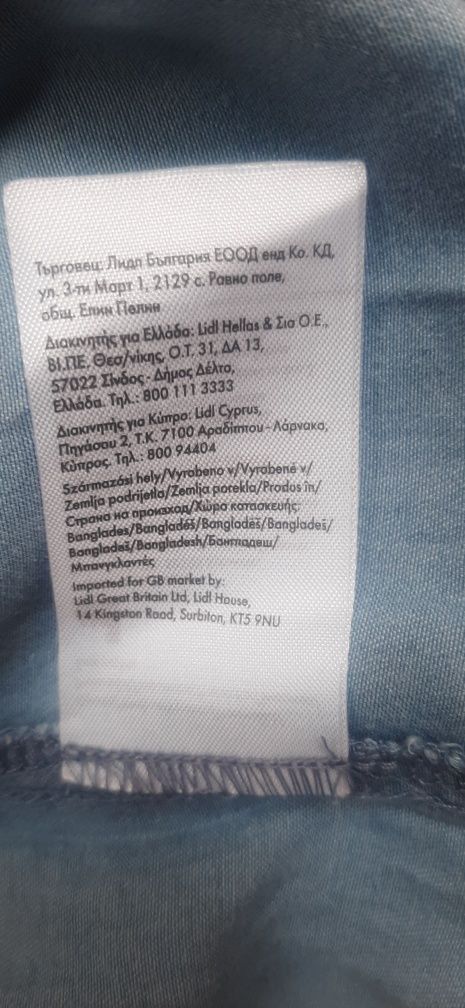 Търговец: Лидл България ЕООД енд Ко. КД,
ул. 3-ти Март 1, 2129 с. Равно поле,
общ. Елин Пелин
Διακινητής για Ελλάδα: Lidl Hellas & Σια Ο.Ε.,
ΒΙ.ΠΕ. Θεσ/νίκης, Ο.Τ. 31, ΔΑ 13,
57022 Σίνδος - Δήμος Δέλτα,
Ελλάδα. Τηλ.: 800 111 3333
Διακινητής για Κύπρο: Lidl Cyprus,
Πηγάσου 2, Τ.Κ. 7100 Αραδίππου - Λάρνακα,
Κύπρος. Τηλ.: 800 94404
Származási hely/Vyrobeno v/Vyrobené v/
Zemlja podrijetla/Zemlja porekla/Produs în/
Страна на произход/Χώρα κατασκευής:
Banglades/Bangladéš/Bangladéš/Bangladeš/
Bangladeš/Bangladesh/Бангладеш/
Μπανγκλαντές
Imported for GB market by:
Lidl Great Britain Ltd, Lidl House,
14 Kingston Road, Surbiton, KT5 9NU